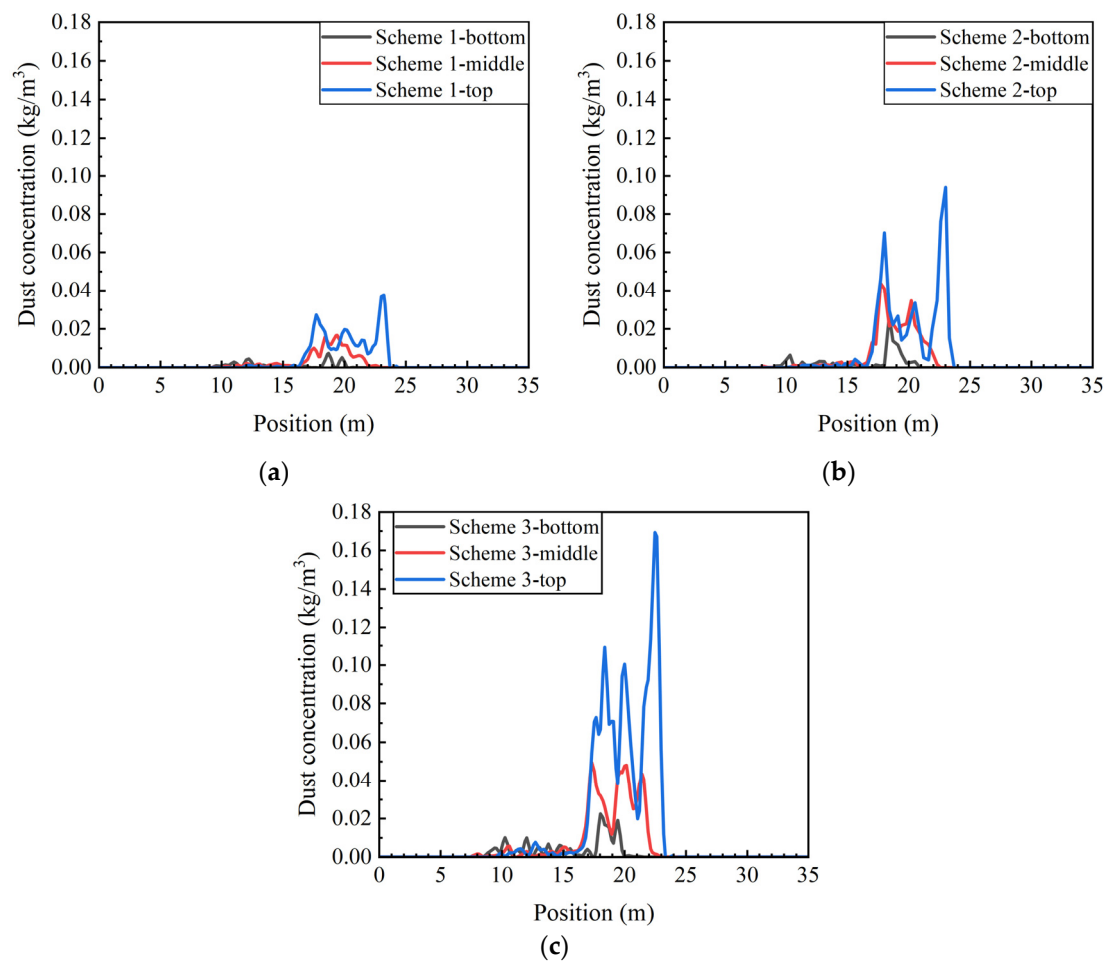 0.18
0.16
0.14
0.12
0.10
0.08
0.06
0.04
0.02
0.00
Dust concentration (kg/m³)
Scheme 1-bottom
Scheme 1-middle
Scheme 1-top
0 5 10 15 20 25 30 35
Position (m)
(a)
0.18
0.16
0.14
0.12
0.10
0.08
0.06
0.04
0.02
0.00
Dust concentration (kg/m³)
Scheme 2-bottom
Scheme 2-middle
Scheme 2-top
0 5 10 15 20 25 30 35
Position (m)
(b)
0.18
0.16
0.14
0.12
0.10
0.08
0.06
0.04
0.02
0.00
Dust concentration (kg/m³)
Scheme 3-bottom
Scheme 3-middle
Scheme 3-top
0 5 10 15 20 25 30 35
Position (m)
(c)